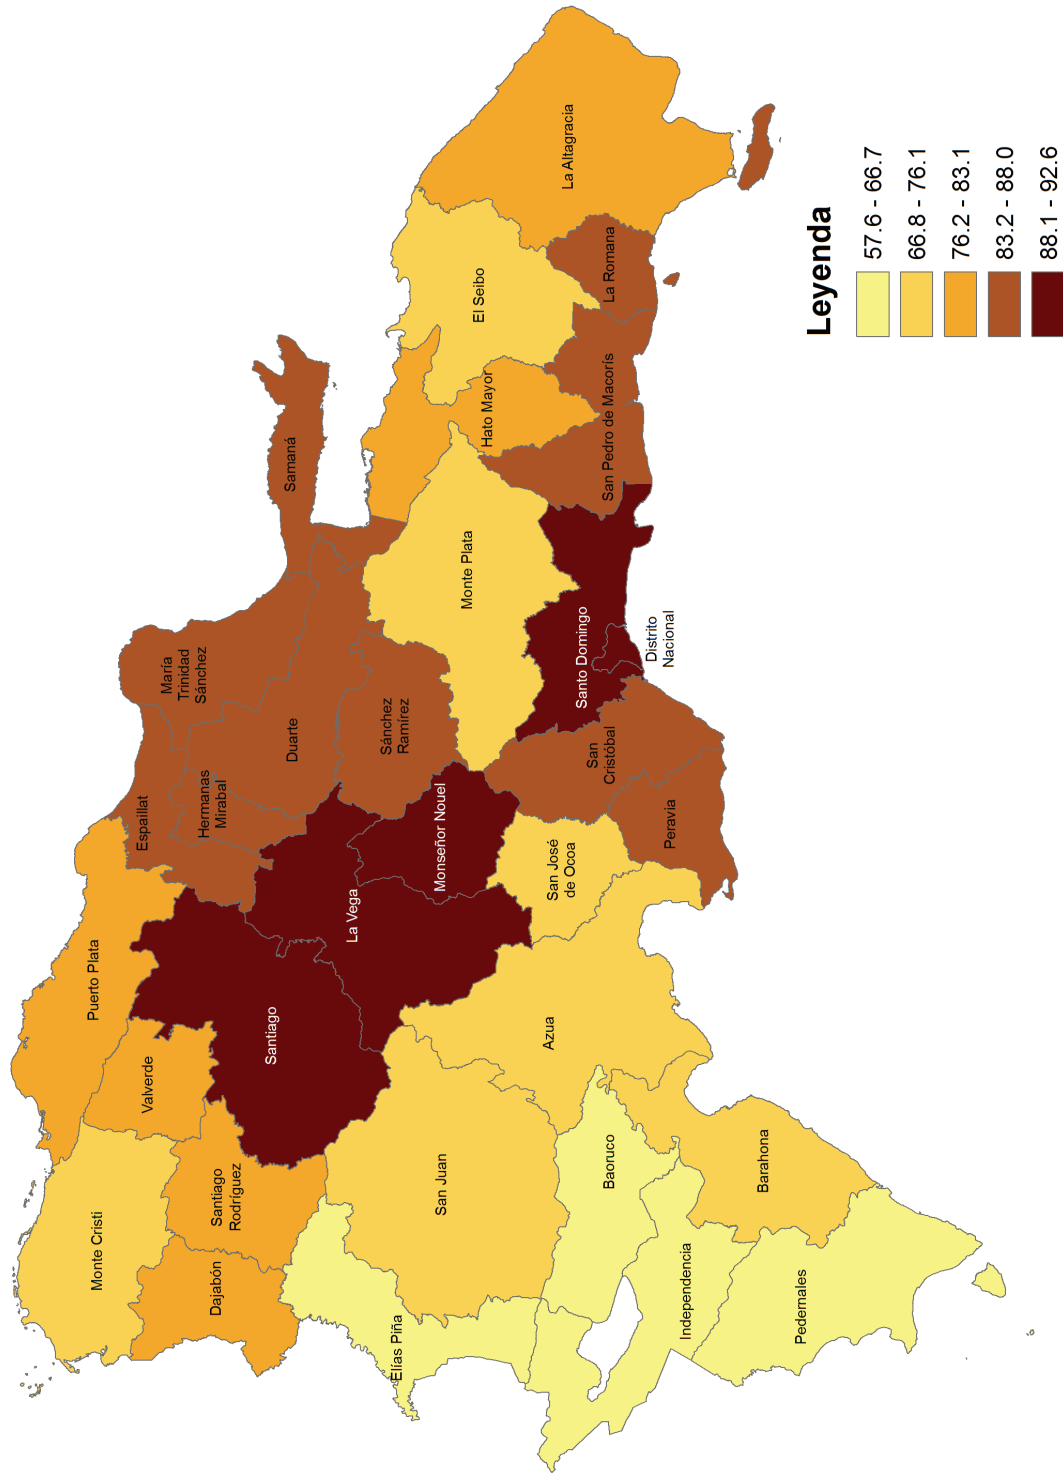 Puerto Plata
Espaillat
María
Trinidad
Sánchez
Samaná
Monte Cristi
Valverde
Hermanas
Mirabal
Duarte
Dajabón
Santiago
Rodríguez
Santiago
La Vega
Sánchez
Ramírez
Monte Plata
Hato Mayor
El Seibo
La Altagracia
Elías Piña
San Juan
Azua
Monseñor Nouel
San José
de Ocoa
San
Cristóbal
Santo Domingo
San Pedro de Macorís
La Romana
Baoruco
Independencia
Barahona
Pedernales
Peravia
Distrito
Nacional
Leyenda
57.6 - 66.7
66.8 - 76.1
76.2 - 83.1
83.2 - 88.0
88.1 - 92.6